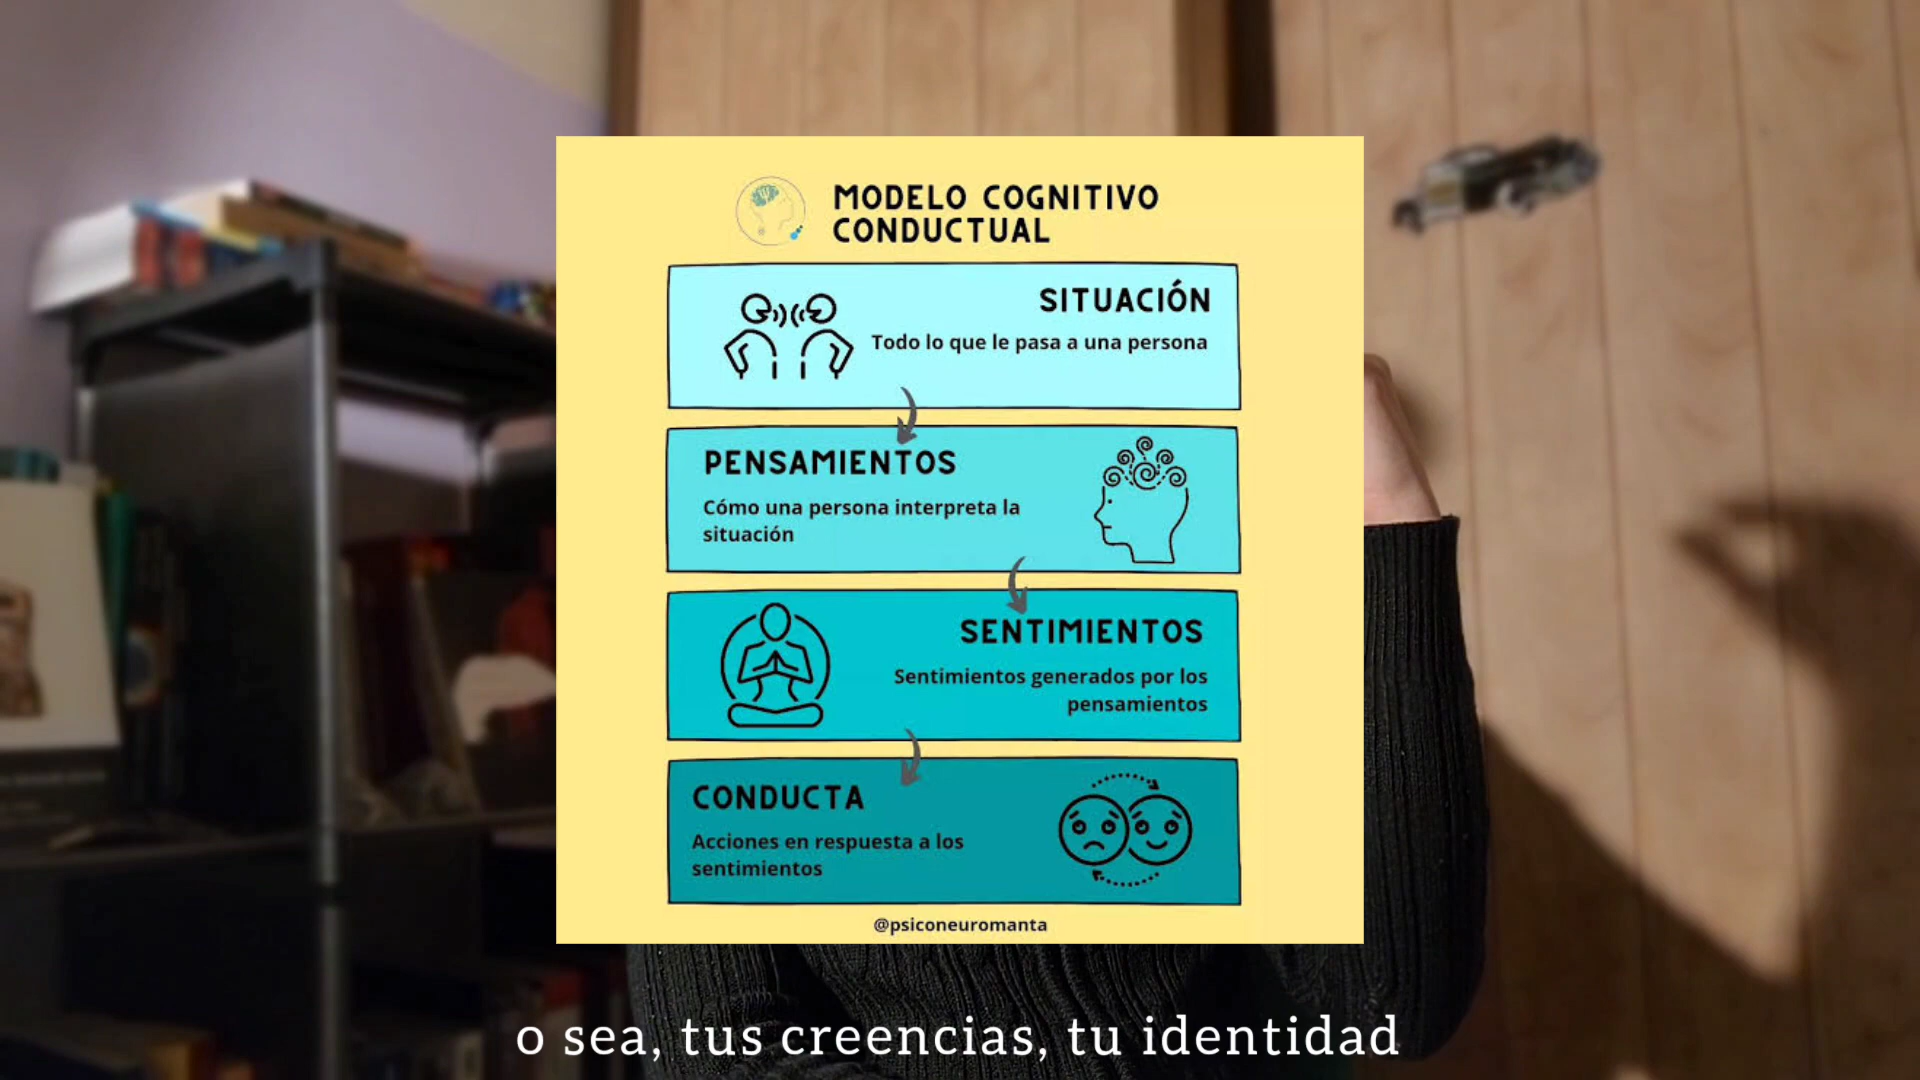 MODELO COGNITIVO
CONDUCTUAL
SITUACIÓN
Todo lo que le pasa a una persona
PENSAMIENTOS
Cómo una persona interpreta la
situación
SENTIMIENTOS
Sentimientos generados por los
pensamientos
CONDUCTA
Acciones en respuesta a los
sentimientos
@psiconeuromanta
o sea, tus creencias, tu identidad